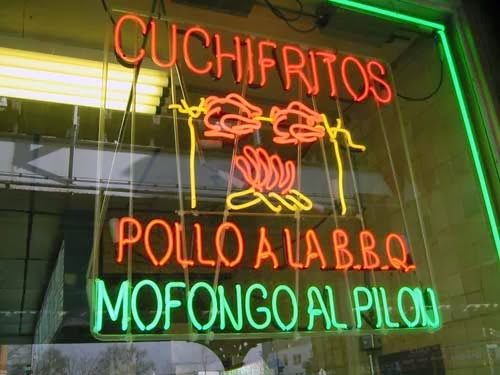 CUCHIFRITOS
POLLO A LA B.B.Q.
MOFONGO AL PILON